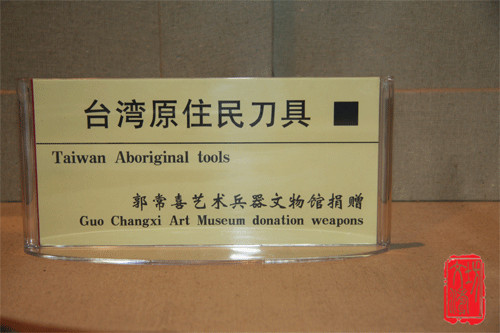 台湾原住民刀具 ■
Taiwan Aboriginal tools
郭常喜艺术兵器文物馆捐赠
Guo Changxi Art Museum donation weapons